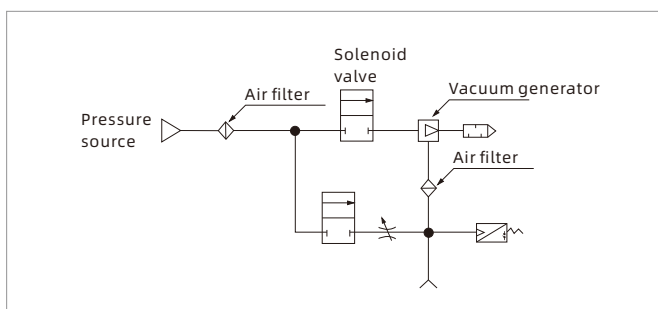 Solenoid
valve
Air filter
Vacuum generator
Pressure
source
Air filter